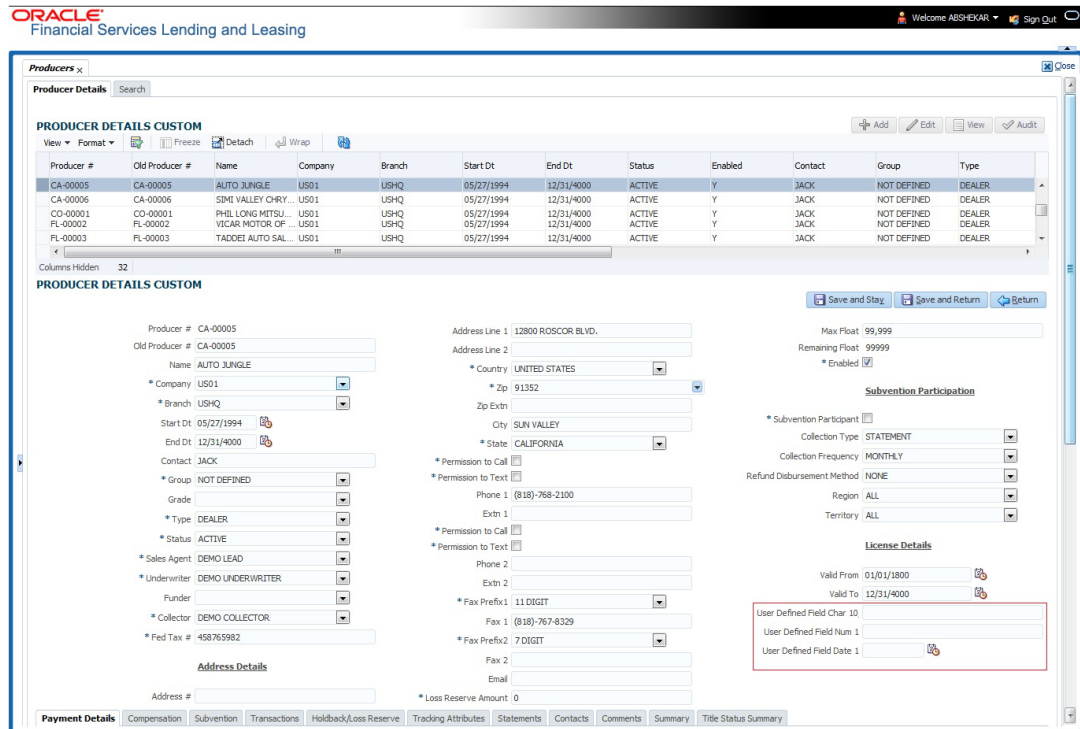 ORACLE
Financial Services Lending and Leasing
Welcome ABSHEKAR Sign Out
Producers
Close
Producer Details Search
PRODUCER DETAILS CUSTOM
Add Edit View Audit
View Format Freeze Detach Wrap
Producer # Old Producer # Name Company Branch Start Dt End Dt Status Enabled Contact Group Type
CA-00005 CA-00005 AUTO JUNGLE US01 USHQ 05/27/1994 12/31/4000 ACTIVE Y JACK NOT DEFINED DEALER
CA-00006 CA-00006 SIMI VALLEY CHRY... US01 USHQ 05/27/1994 12/31/4000 ACTIVE Y JACK NOT DEFINED DEALER
CO-00001 CO-00001 PHIL LONG MITSU... US01 USHQ 05/27/1994 12/31/4000 ACTIVE Y JACK NOT DEFINED DEALER
FL-00002 FL-00002 VICAR MOTOR OF ... US01 USHQ 05/27/1994 12/31/4000 ACTIVE Y JACK NOT DEFINED DEALER
FL-00003 FL-00003 TADDEI AUTO SAL... US01 USHQ 05/27/1994 12/31/4000 ACTIVE Y JACK NOT DEFINED DEALER
Columns Hidden 32
PRODUCER DETAILS CUSTOM
Save and Stay Save and Return Return
Producer # CA-00005
Old Producer # CA-00005
Name AUTO JUNGLE
* Company US01
* Branch USHQ
Start Dt 05/27/1994
End Dt 12/31/4000
Contact JACK
* Group NOT DEFINED
Grade
* Type DEALER
* Status ACTIVE
* Sales Agent DEMO LEAD
* Underwriter DEMO UNDERWRITER
Funder
* Collector DEMO COLLECTOR
* Fed Tax # 458765982
Address Details
Address #
Address Line 1 12800 ROSCOR BLVD.
Address Line 2
* Country UNITED STATES
* Zip 91352
Zip Extn
City SUN VALLEY
* State CALIFORNIA
* Permission to Call
* Permission to Text
Phone 1 (818)-768-2100
Extn 1
* Permission to Call
* Permission to Text
Phone 2
Extn 2
* Fax Prefix1 11 DIGIT
Fax 1 (818)-767-8329
* Fax Prefix2 7 DIGIT
Fax 2
Email
* Loss Reserve Amount 0
Max Float 99,999
Remaining Float 99999
* Enabled
Subvention Participation
* Subvention Participant
Collection Type STATEMENT
Collection Frequency MONTHLY
Refund Disbursement Method NONE
Region ALL
Territory ALL
License Details
Valid From 01/01/1800
Valid To 12/31/4000
User Defined Field Char 10
User Defined Field Num 1
User Defined Field Date 1
Payment Details Compensation Subvention Transactions Holdback/Loss Reserve Tracking Attributes Statements Contacts Comments Summary Title Status Summary